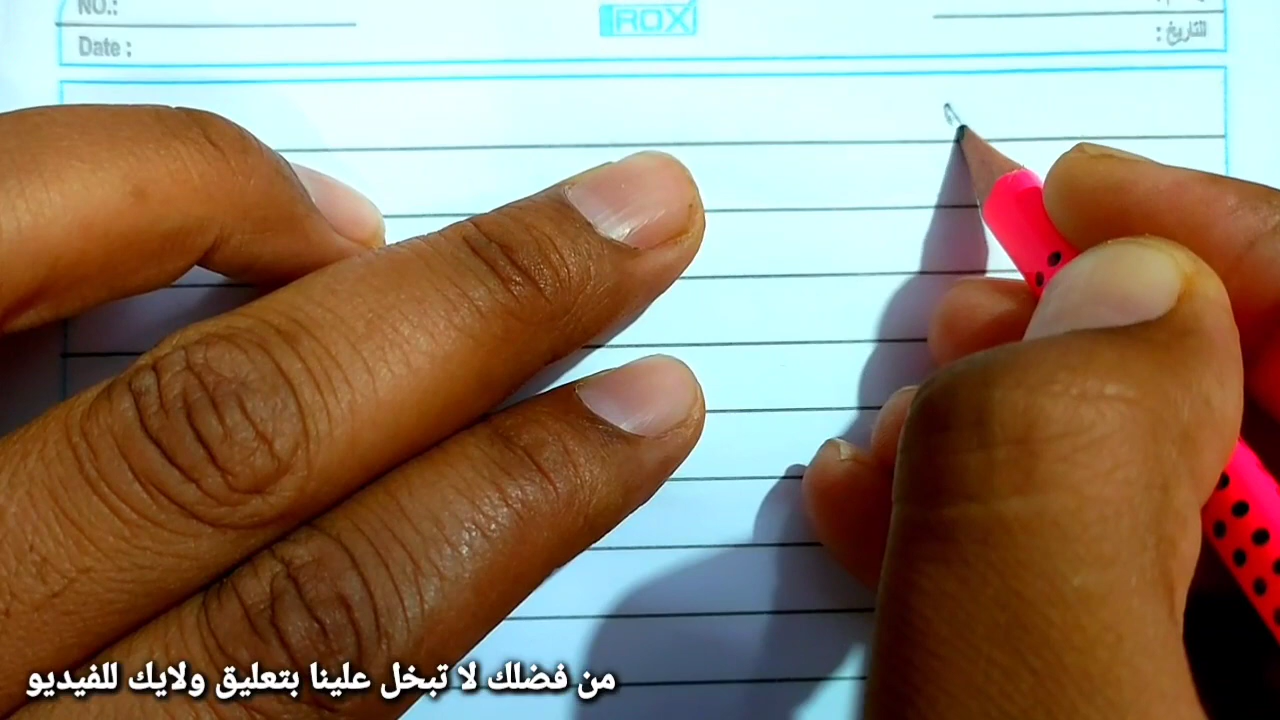 NO.:
ROX
Date :
التاريخ :
من فضلك لا تبخل علينا بتعليق ولايك للفيديو